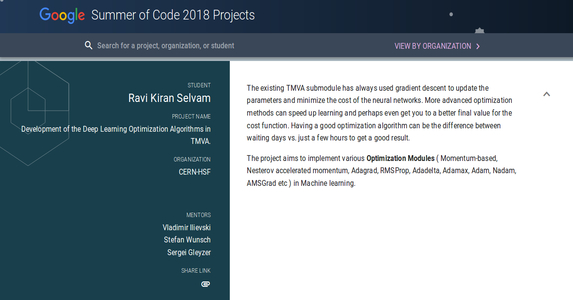 Google Summer of Code 2018 Projects
Search for a project, organization, or student
VIEW BY ORGANIZATION
STUDENT
Ravi Kiran Selvam
PROJECT NAME
Development of the Deep Learning Optimization Algorithms in
TMVA.
ORGANIZATION
CERN-HSF
MENTORS
Vladimir Ilievski
Stefan Wunsch
Sergei Gleyzer
SHARE LINK
The existing TMVA submodule has always used gradient descent to update the
parameters and minimize the cost of the neural networks. More advanced optimization
methods can speed up learning and perhaps even get you to a better final value for the
cost function. Having a good optimization algorithm can be the difference between
waiting days vs. just a few hours to get a good result.
The project aims to implement various Optimization Modules ( Momentum-based,
Nesterov accelerated momentum, Adagrad, RMSProp, Adadelta, Adamax, Adam, Nadam,
AMSGrad etc ) in Machine learning.